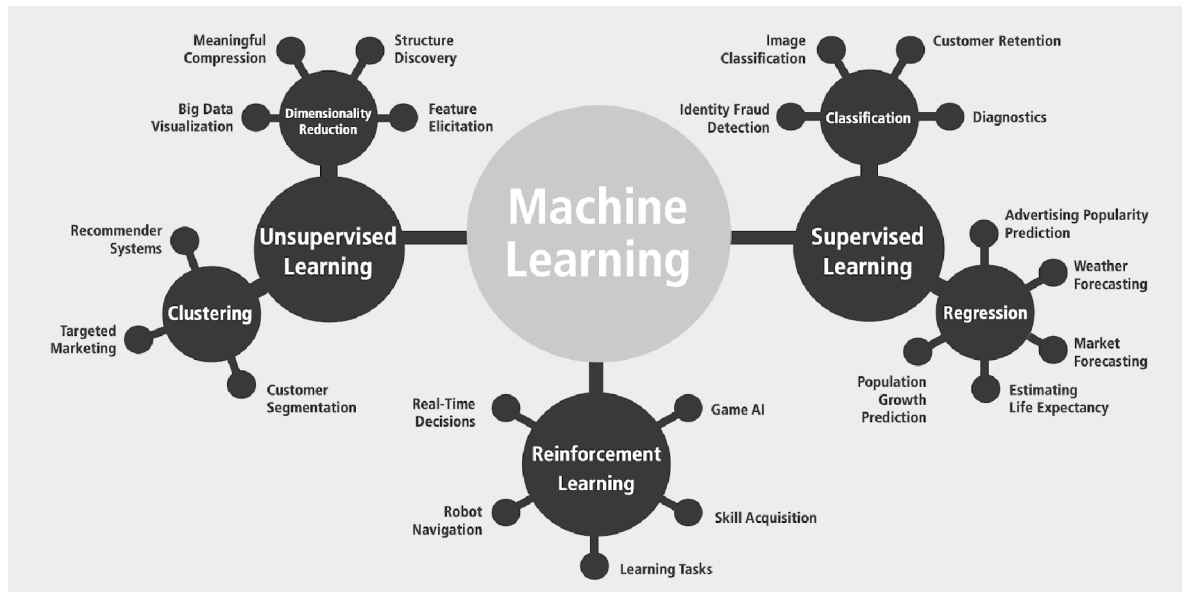 Machine
Learning
Unsupervised
Learning
Dimensionality
Reduction
Meaningful
Compression
Structure
Discovery
Big Data
Visualization
Feature
Elicitation
Clustering
Recommender
Systems
Targeted
Marketing
Customer
Segmentation
Supervised
Learning
Classification
Image
Classification
Customer Retention
Identity Fraud
Detection
Diagnostics
Regression
Advertising Popularity
Prediction
Weather
Forecasting
Market
Forecasting
Population
Growth
Prediction
Estimating
Life Expectancy
Reinforcement
Learning
Real-Time
Decisions
Game AI
Robot
Navigation
Skill Acquisition
Learning Tasks